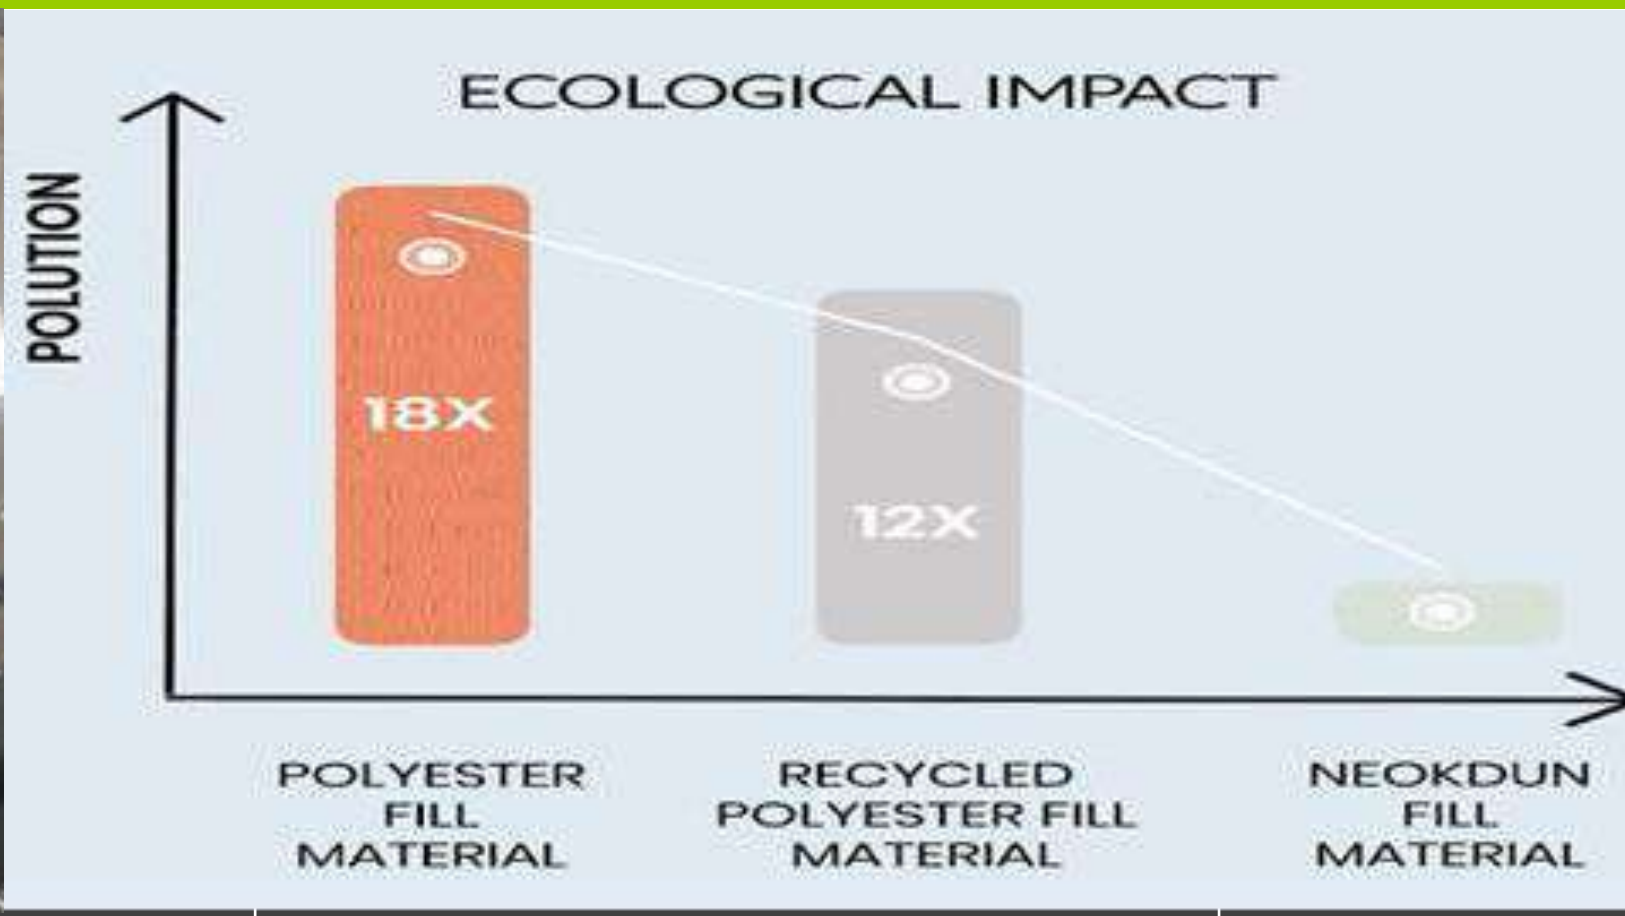 ECOLOGICAL IMPACT
POLUTION
18X
12X
POLYESTER
FILL
MATERIAL
RECYCLED
POLYESTER FILL
MATERIAL
NEOKDUN
FILL
MATERIAL